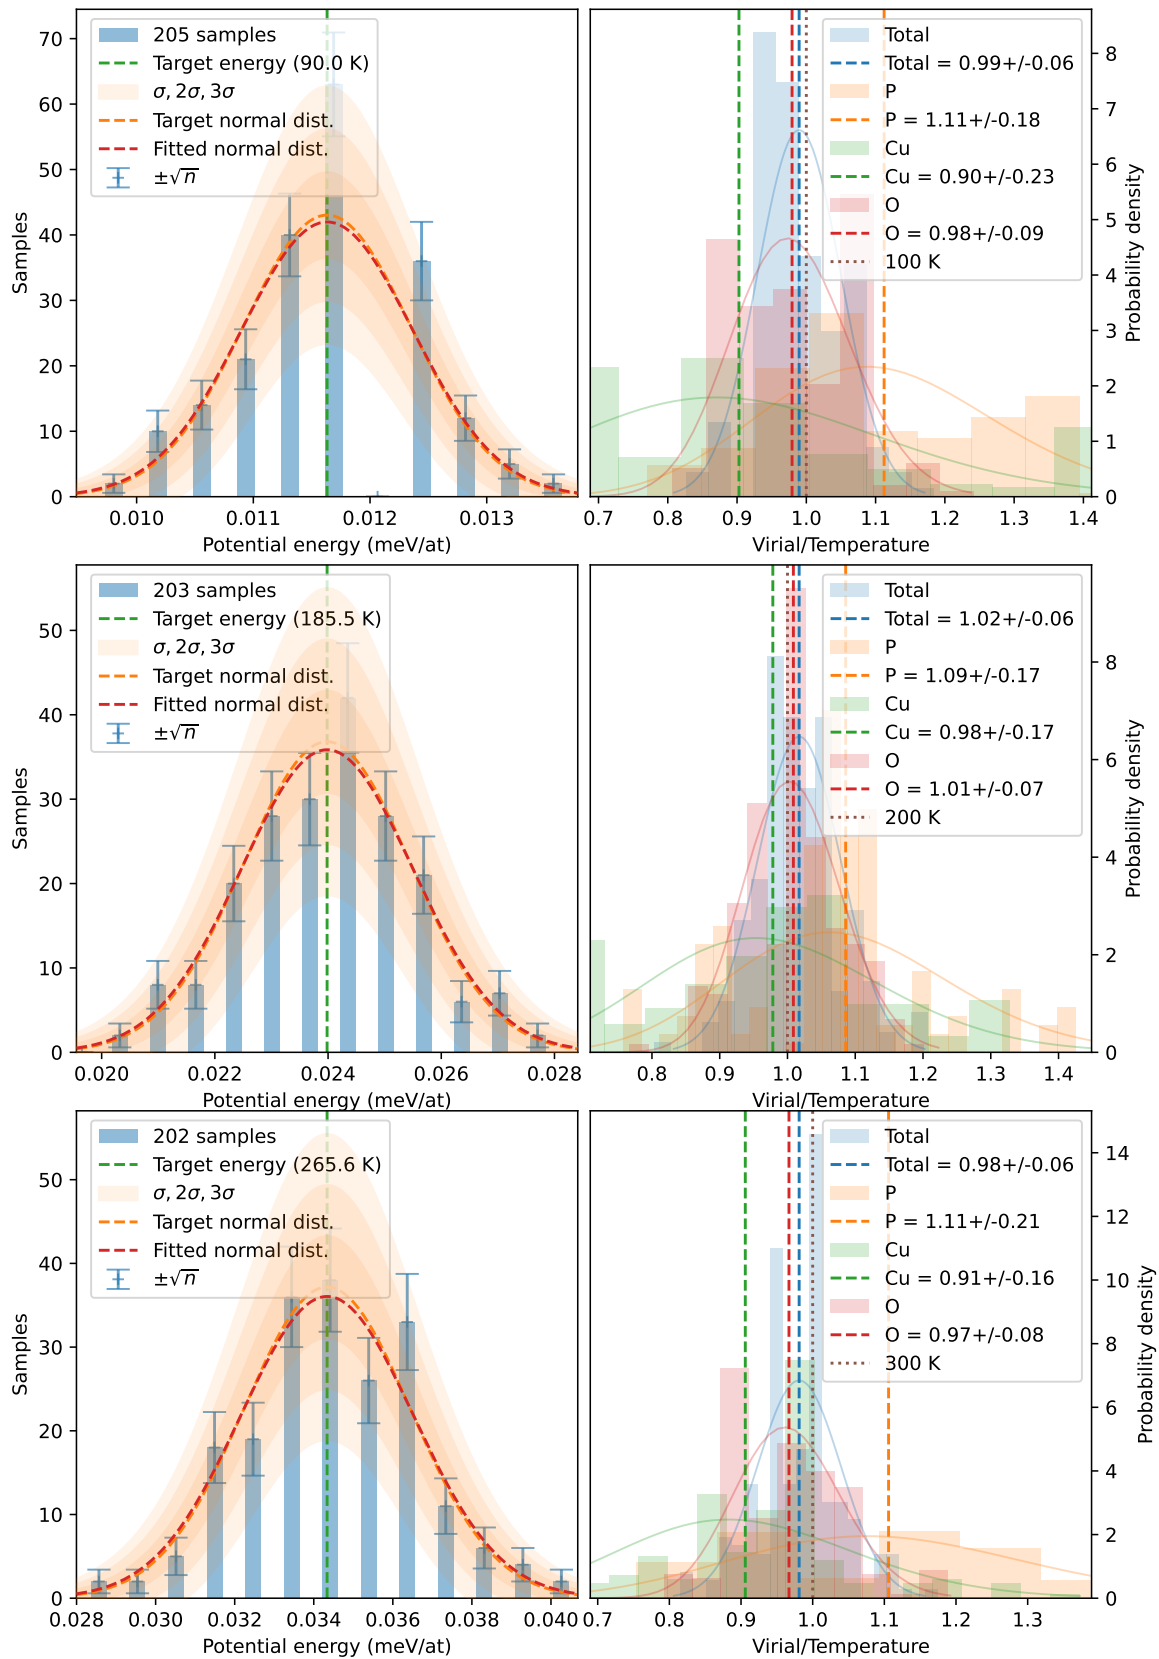 205 samples
Target energy (90.0 K)
σ, 2σ, 3σ
Target normal dist.
Fitted normal dist.
±√n
70
60
50
40
30
20
10
0
Samples
0.010 0.011 0.012 0.013
Potential energy (meV/at)
Total
Total = 0.99+/-0.06
P
P = 1.11+/-0.18
Cu
Cu = 0.90+/-0.23
O
O = 0.98+/-0.09
100 K
8
7
6
5
4
3
2
1
0
Probability density
0.7 0.8 0.9 1.0 1.1 1.2 1.3 1.4
Virial/Temperature
203 samples
Target energy (185.5 K)
σ, 2σ, 3σ
Target normal dist.
Fitted normal dist.
±√n
50
40
30
20
10
0
Samples
0.020 0.022 0.024 0.026 0.028
Potential energy (meV/at)
Total
Total = 1.02+/-0.06
P
P = 1.09+/-0.17
Cu
Cu = 0.98+/-0.17
O
O = 1.01+/-0.07
200 K
8
6
4
2
0
Probability density
0.8 0.9 1.0 1.1 1.2 1.3 1.4
Virial/Temperature
202 samples
Target energy (265.6 K)
σ, 2σ, 3σ
Target normal dist.
Fitted normal dist.
±√n
50
40
30
20
10
0
Samples
0.028 0.030 0.032 0.034 0.036 0.038 0.040
Potential energy (meV/at)
Total
Total = 0.98+/-0.06
P
P = 1.11+/-0.21
Cu
Cu = 0.91+/-0.16
O
O = 0.97+/-0.08
300 K
14
12
10
8
6
4
2
0
Probability density
0.7 0.8 0.9 1.0 1.1 1.2 1.3
Virial/Temperature